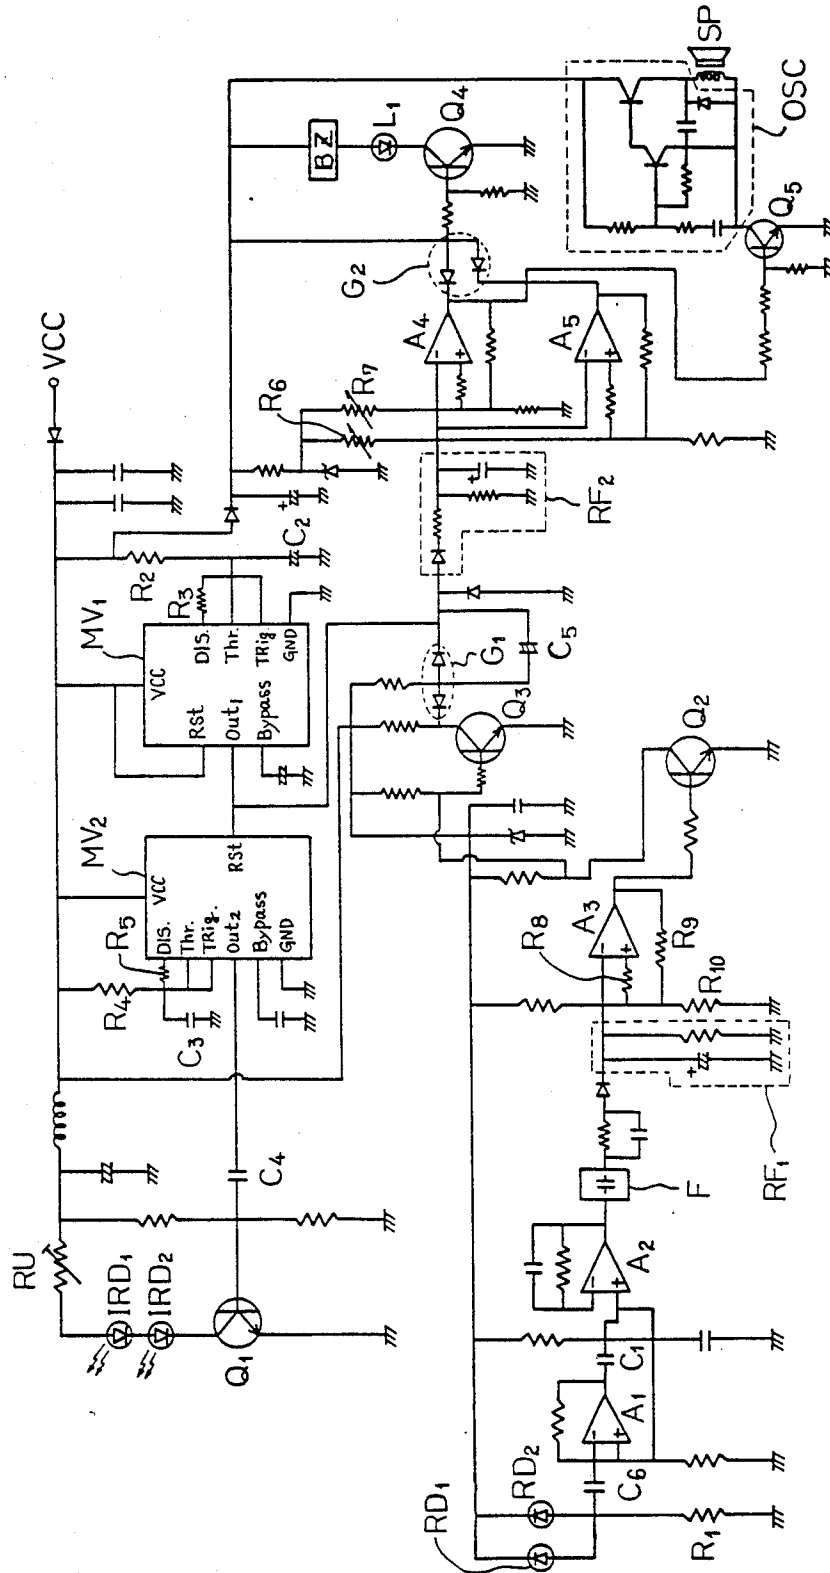 VCC
RU
IRD1
IRD2
Q1
C4
R4
R5
C3
MV2
VCC
DIS.
Thr.
TRig.
Out2
Bypass
GND
RSt
MV1
VCC
RSt
Out1
Bypass
DIS.
Thr.
TRig
GND
R3
R2
C2
R6
R7
BZ
L1
Q4
G2
A4
A5
SP
OSC
Q5
RF2
G1
C5
Q3
Q2
A3
R8
R9
R10
RF1
F
A2
C1
A1
C6
RD1
RD2
R1
+
+
+
−
+
−
+
−
+
−
+
−
+